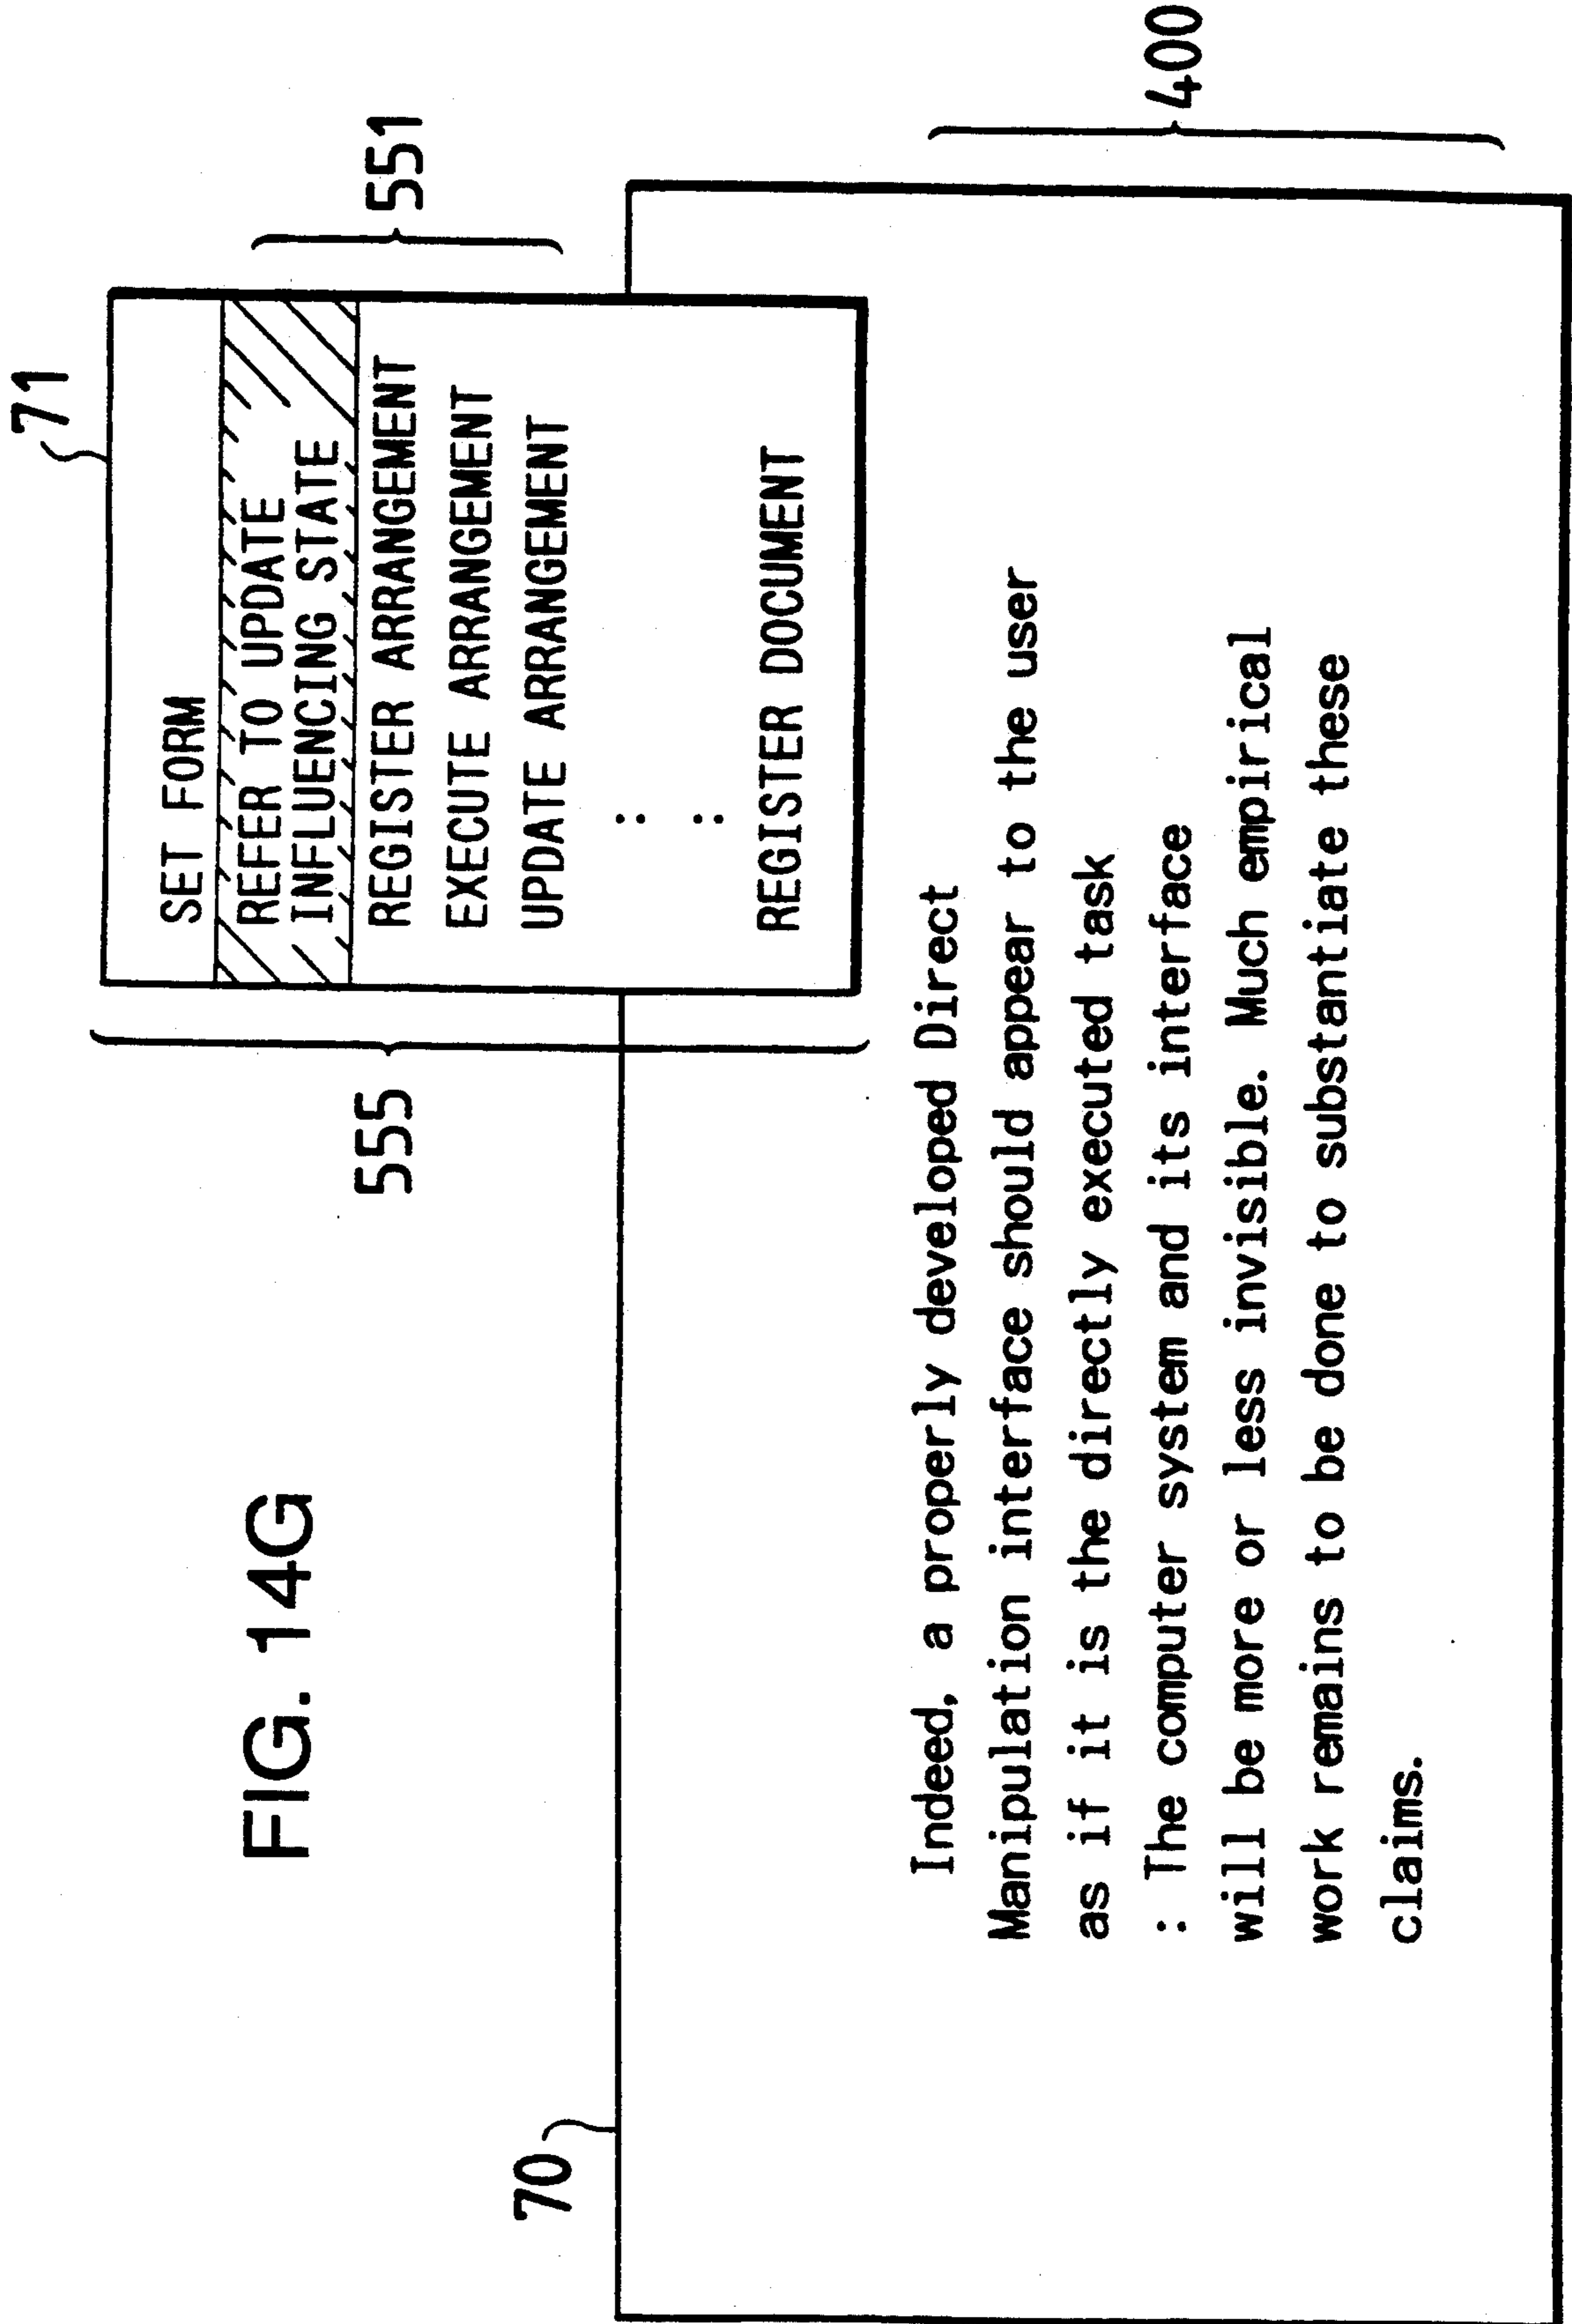 FIG. 14G
71
SET FORM
REFER TO UPDATE
INFLUENCING STATE
REGISTER ARRANGEMENT
EXECUTE ARRANGEMENT
UPDATE ARRANGEMENT
:
:
REGISTER DOCUMENT
551
555
70
Indeed, a properly developed Direct
Manipulation interface should appear to the user
as if it is the directly executed task
: The computer system and its interface
will be more or less invisible. Much empirical
work remains to be done to substantiate these
claims.
400